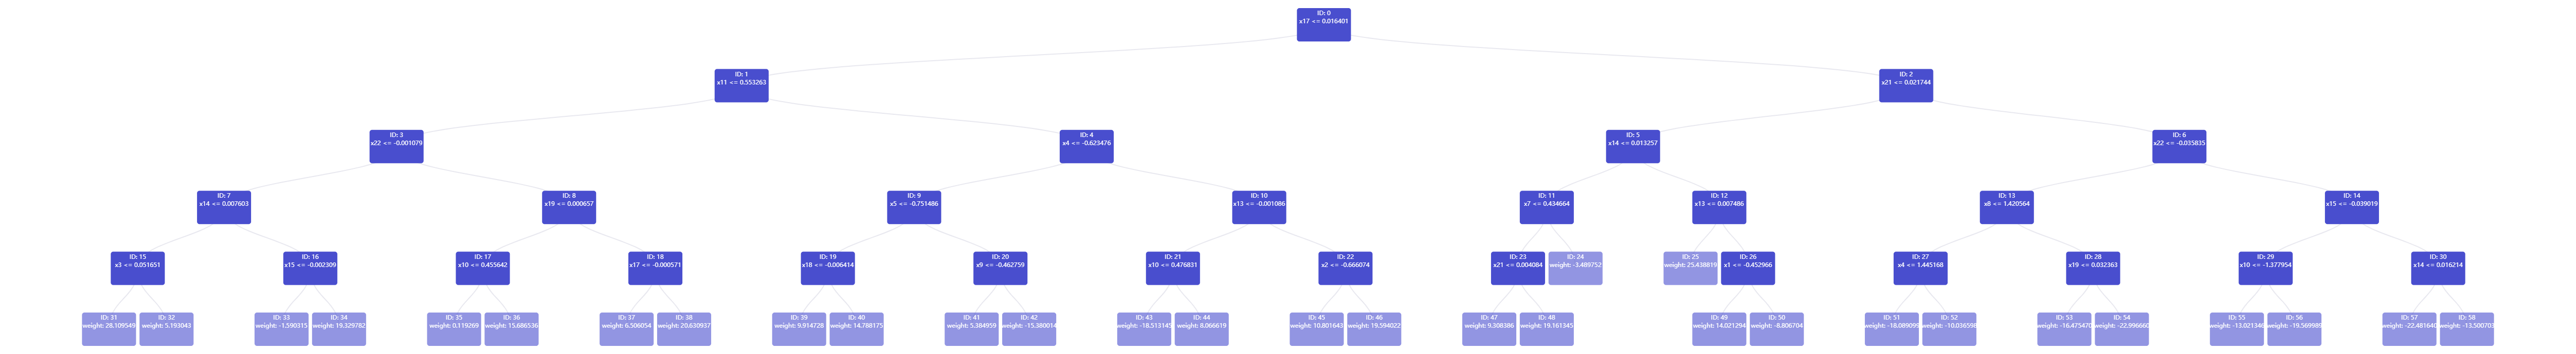 ID: 0
x17 <= 0.016401
ID: 1
x11 <= 0.553263
ID: 2
x21 <= 0.021744
ID: 3
x22 <= -0.001079
ID: 4
x4 <= -0.623476
ID: 5
x14 <= 0.013257
ID: 6
x22 <= -0.035835
ID: 7
x14 <= 0.007603
ID: 8
x19 <= 0.000657
ID: 9
x5 <= -0.751486
ID: 10
x13 <= -0.001086
ID: 11
x7 <= 0.434664
ID: 12
x13 <= 0.007486
ID: 13
x8 <= 1.420564
ID: 14
x15 <= -0.039019
ID: 15
x3 <= 0.051651
ID: 16
x15 <= -0.002309
ID: 17
x10 <= 0.455642
ID: 18
x17 <= -0.000571
ID: 19
x18 <= -0.006414
ID: 20
x9 <= -0.462759
ID: 21
x10 <= 0.476831
ID: 22
x2 <= -0.666074
ID: 23
x21 <= 0.004084
ID: 24
weight: -3.489752
ID: 25
weight: 25.438819
ID: 26
x1 <= -0.452966
ID: 27
x4 <= 1.445168
ID: 28
x19 <= 0.032363
ID: 29
x10 <= -1.377954
ID: 30
x14 <= 0.016214
ID: 31
weight: 28.109549
ID: 32
weight: 5.193043
ID: 33
weight: -1.590315
ID: 34
weight: 19.329782
ID: 35
weight: 0.119269
ID: 36
weight: 15.686536
ID: 37
weight: 6.506054
ID: 38
weight: 20.630937
ID: 39
weight: 9.914728
ID: 40
weight: 14.788175
ID: 41
weight: 5.384959
ID: 42
weight: -15.380014
ID: 43
weight: -18.513145
ID: 44
weight: 8.066619
ID: 45
weight: 10.801643
ID: 46
weight: 19.594022
ID: 47
weight: 9.308386
ID: 48
weight: 19.161345
ID: 49
weight: 14.021294
ID: 50
weight: -8.806704
ID: 51
weight: -18.089099
ID: 52
weight: -10.036598
ID: 53
weight: -16.475470
ID: 54
weight: -22.996660
ID: 55
weight: -13.021346
ID: 56
weight: -19.569989
ID: 57
weight: -22.481640
ID: 58
weight: -13.500703